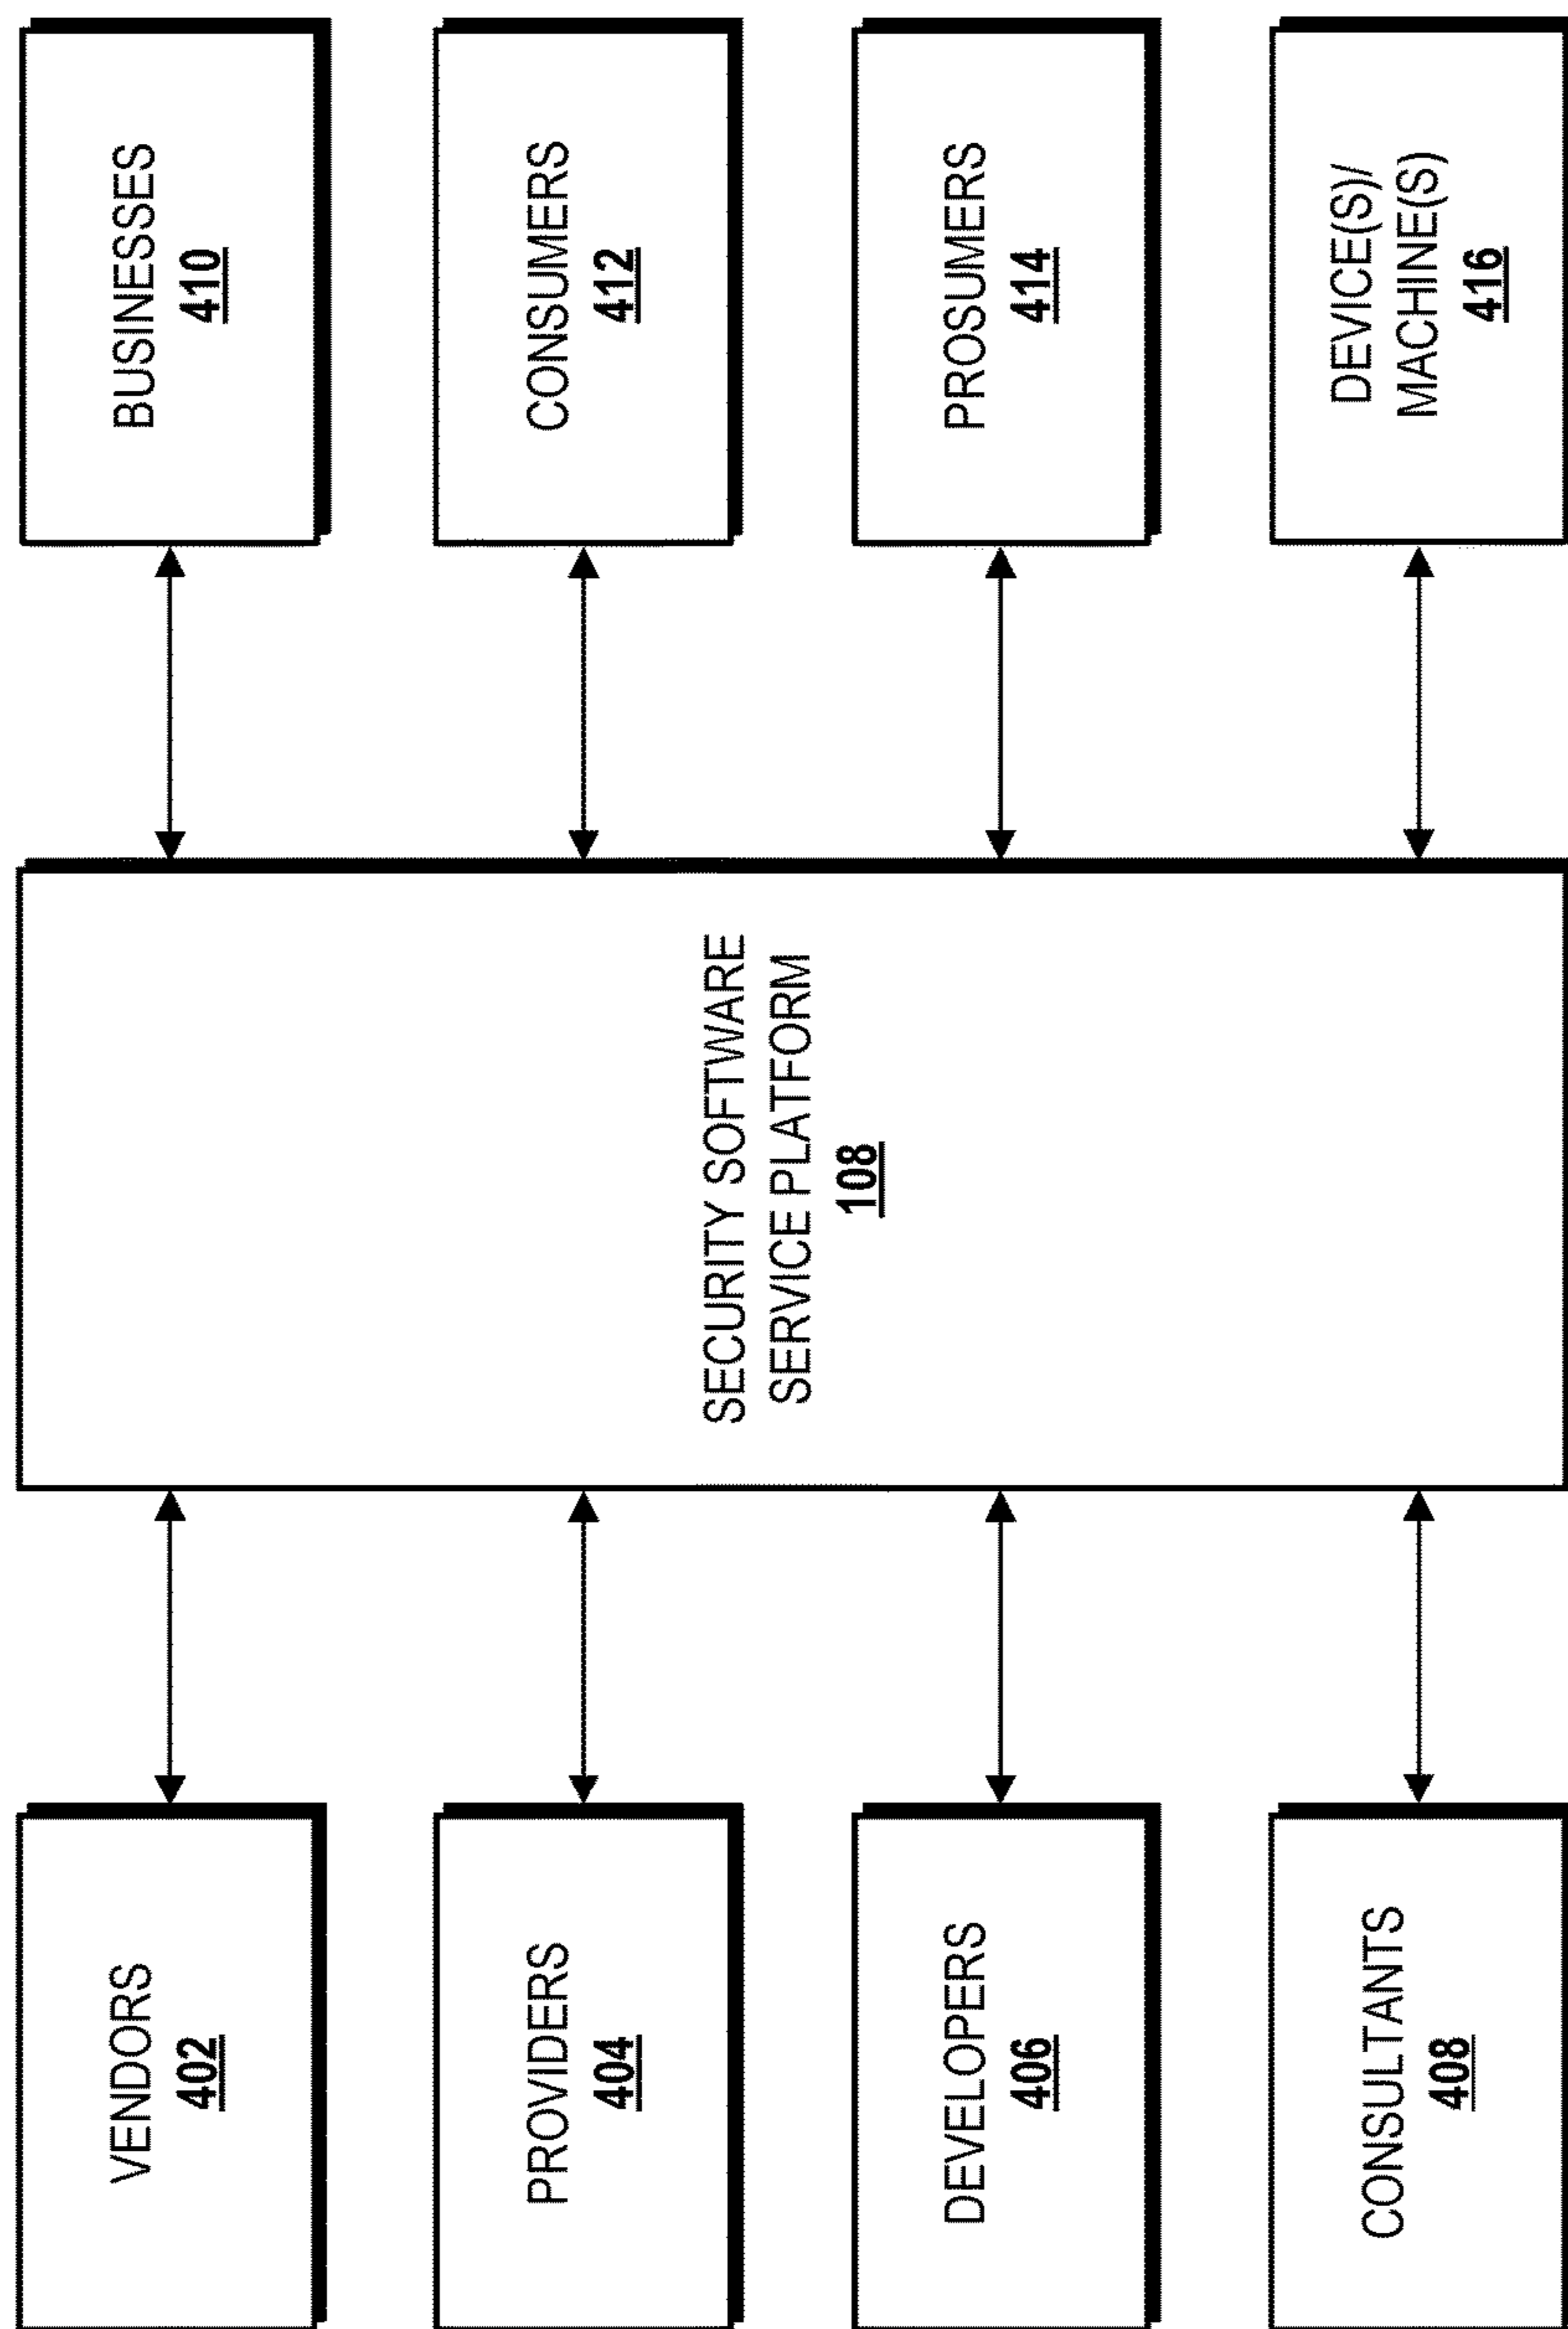 VENDORS
402
PROVIDERS
404
DEVELOPERS
406
CONSULTANTS
408
SECURITY SOFTWARE
SERVICE PLATFORM
108
BUSINESSES
410
CONSUMERS
412
PROSUMERS
414
DEVICE(S)/
MACHINE(S)
416